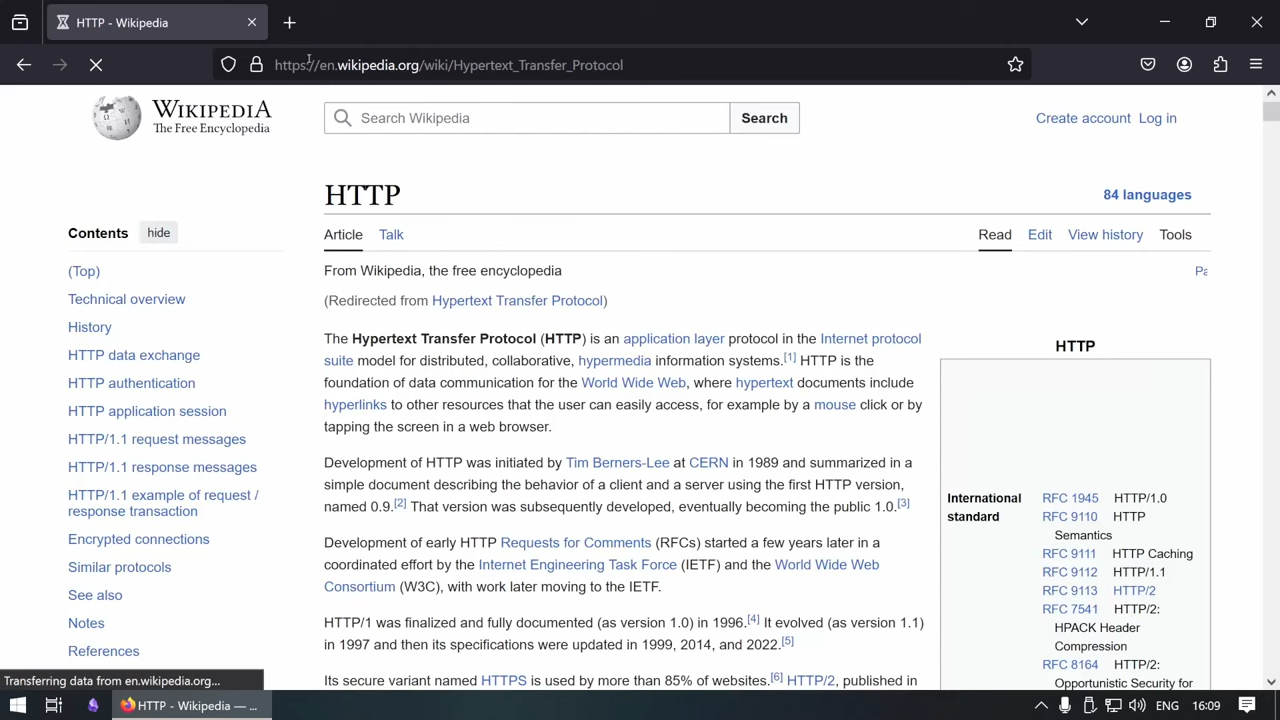 HTTP - Wikipedia
https://en.wikipedia.org/wiki/Hypertext_Transfer_Protocol
WIKIPEDIA
The Free Encyclopedia
Search Wikipedia
Search
Create account Log in
HTTP
84 languages
Contents hide
Article Talk
Read Edit View history Tools
(Top)
Technical overview
History
HTTP data exchange
HTTP authentication
HTTP application session
HTTP/1.1 request messages
HTTP/1.1 response messages
HTTP/1.1 example of request /
response transaction
Encrypted connections
Similar protocols
See also
Notes
References
From Wikipedia, the free encyclopedia
Pa
(Redirected from Hypertext Transfer Protocol)
The Hypertext Transfer Protocol (HTTP) is an application layer protocol in the Internet protocol
suite model for distributed, collaborative, hypermedia information systems.[1] HTTP is the
foundation of data communication for the World Wide Web, where hypertext documents include
hyperlinks to other resources that the user can easily access, for example by a mouse click or by
tapping the screen in a web browser.
Development of HTTP was initiated by Tim Berners-Lee at CERN in 1989 and summarized in a
simple document describing the behavior of a client and a server using the first HTTP version,
named 0.9.[2] That version was subsequently developed, eventually becoming the public 1.0.[3]
Development of early HTTP Requests for Comments (RFCs) started a few years later in a
coordinated effort by the Internet Engineering Task Force (IETF) and the World Wide Web
Consortium (W3C), with work later moving to the IETF.
HTTP/1 was finalized and fully documented (as version 1.0) in 1996.[4] It evolved (as version 1.1)
in 1997 and then its specifications were updated in 1999, 2014, and 2022.[5]
Its secure variant named HTTPS is used by more than 85% of websites.[6] HTTP/2, published in
HTTP
International
standard
RFC 1945 HTTP/1.0
RFC 9110 HTTP
Semantics
RFC 9111 HTTP Caching
RFC 9112 HTTP/1.1
RFC 9113 HTTP/2
RFC 7541 HTTP/2:
HPACK Header
Compression
RFC 8164 HTTP/2:
Opportunistic Security for
Transferring data from en.wikipedia.org...
HTTP - Wikipedia — ...
ENG 16:09